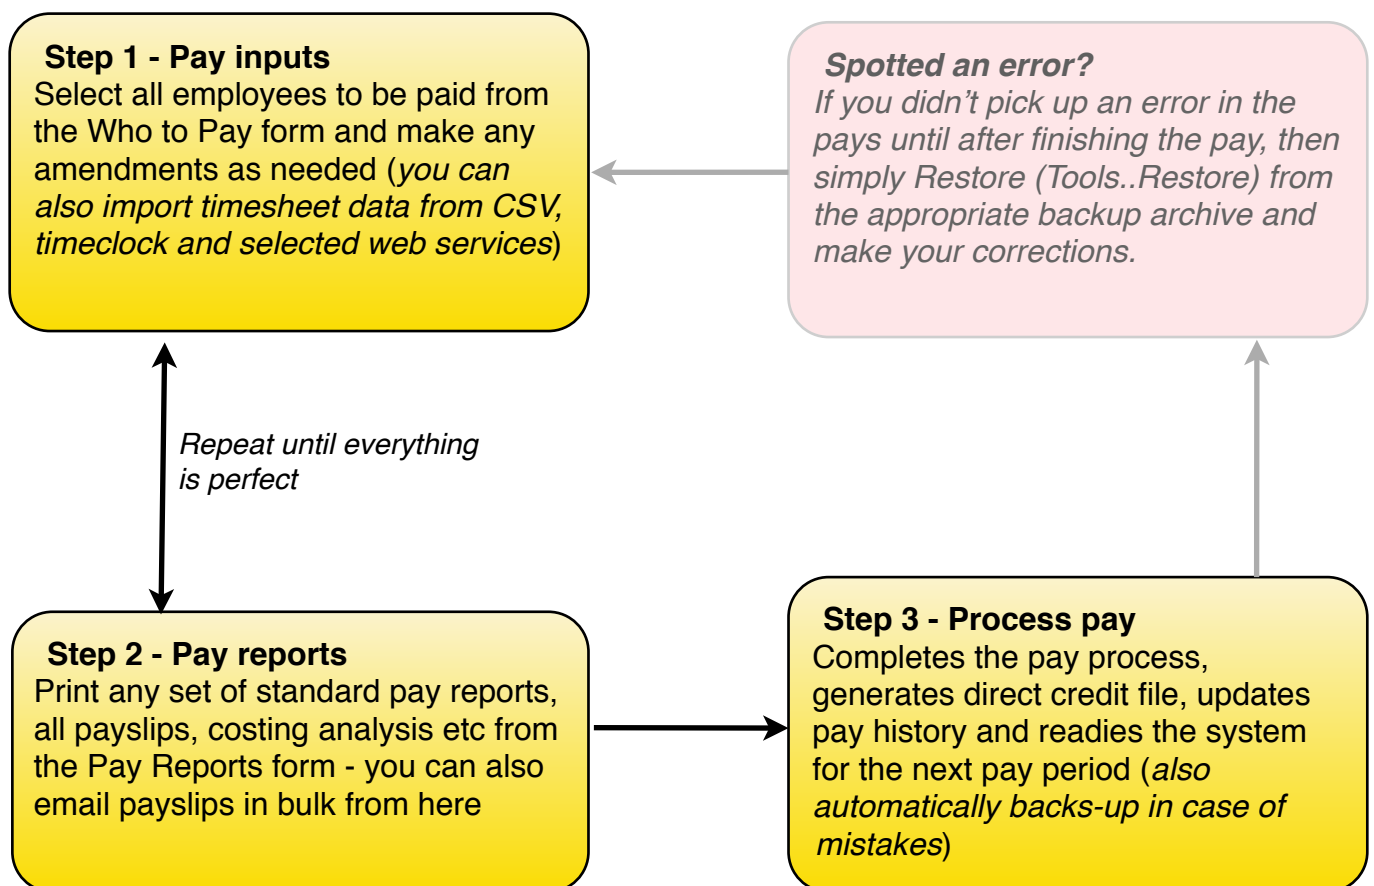 Step 1 - Pay inputs
Select all employees to be paid from
the Who to Pay form and make any
amendments as needed (you can
also import timesheet data from CSV,
timeclock and selected web services)
Spotted an error?
If you didn’t pick up an error in the
pays until after finishing the pay, then
simply Restore (Tools..Restore) from
the appropriate backup archive and
make your corrections.
Repeat until everything
is perfect
Step 2 - Pay reports
Print any set of standard pay reports,
all payslips, costing analysis etc from
the Pay Reports form - you can also
email payslips in bulk from here
Step 3 - Process pay
Completes the pay process,
generates direct credit file, updates
pay history and readies the system
for the next pay period (also
automatically backs-up in case of
mistakes)